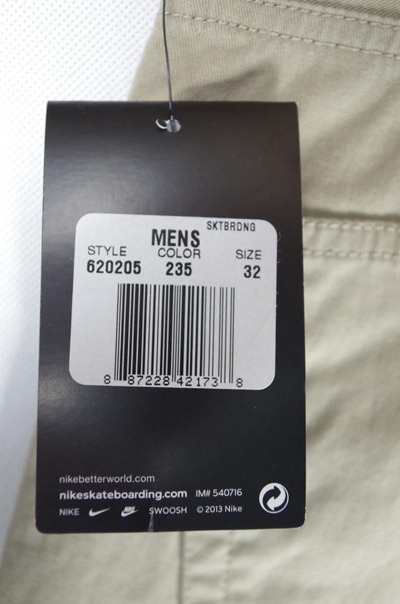 SKTBRDNG
MENS
STYLE COLOR SIZE
620205 235 32
8 87228 42173 8
nikebetterworld.com
nikeskateboarding.com IM# 540716
NIKE SWOOSH © 2013 Nike